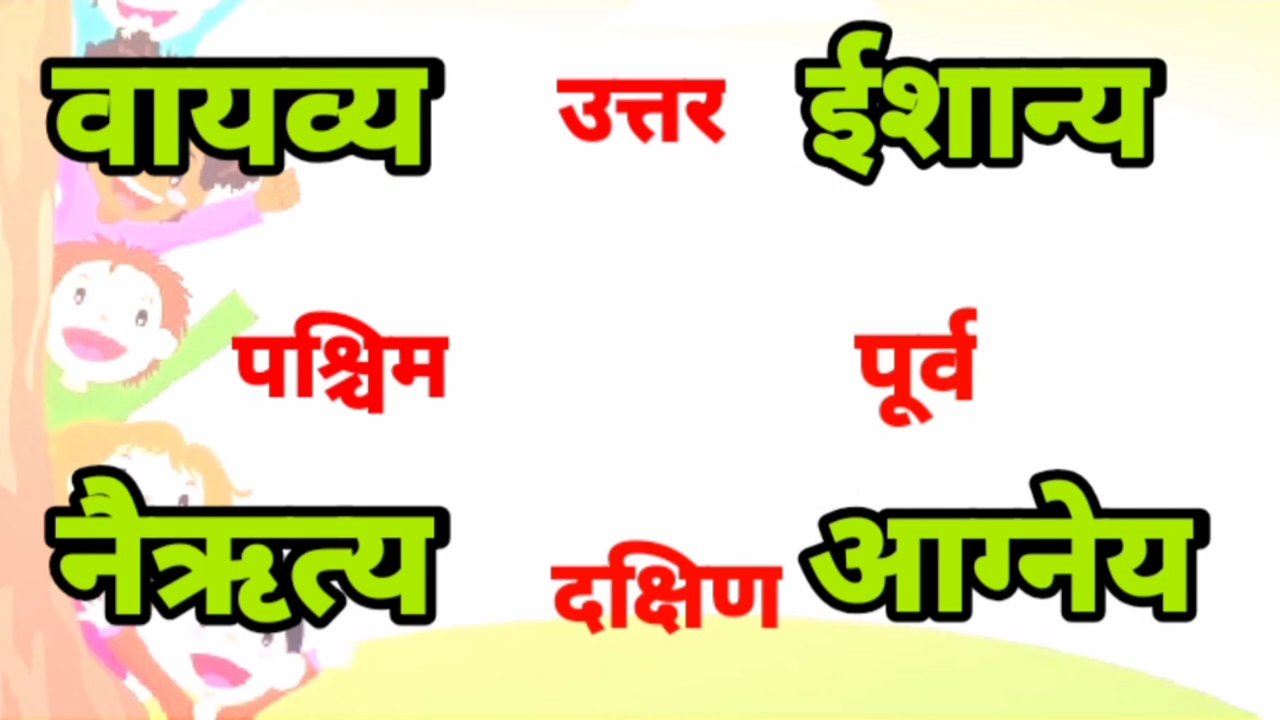 वायव्य उत्तर ईशान्य
पश्चिम पूर्व
नैऋत्य दक्षिण आग्नेय